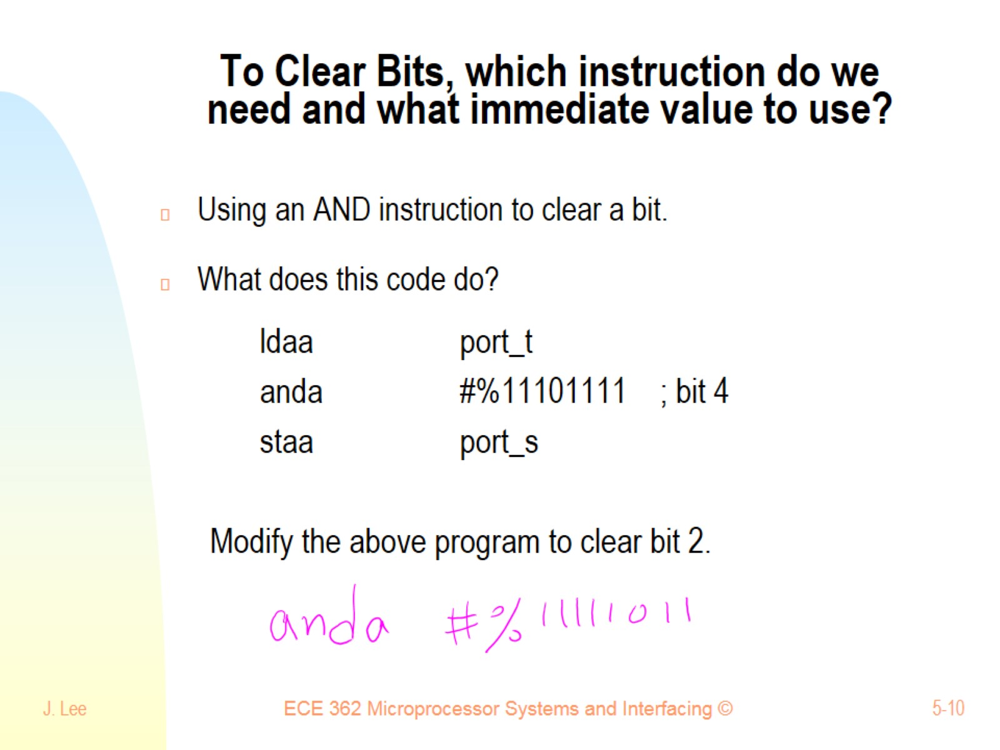 To Clear Bits, which instruction do we
need and what immediate value to use?
Using an AND instruction to clear a bit.
What does this code do?
ldaa port_t
anda #%11101111 ; bit 4
staa port_s
Modify the above program to clear bit 2.
anda #%11111011
J. Lee ECE 362 Microprocessor Systems and Interfacing © 5-10